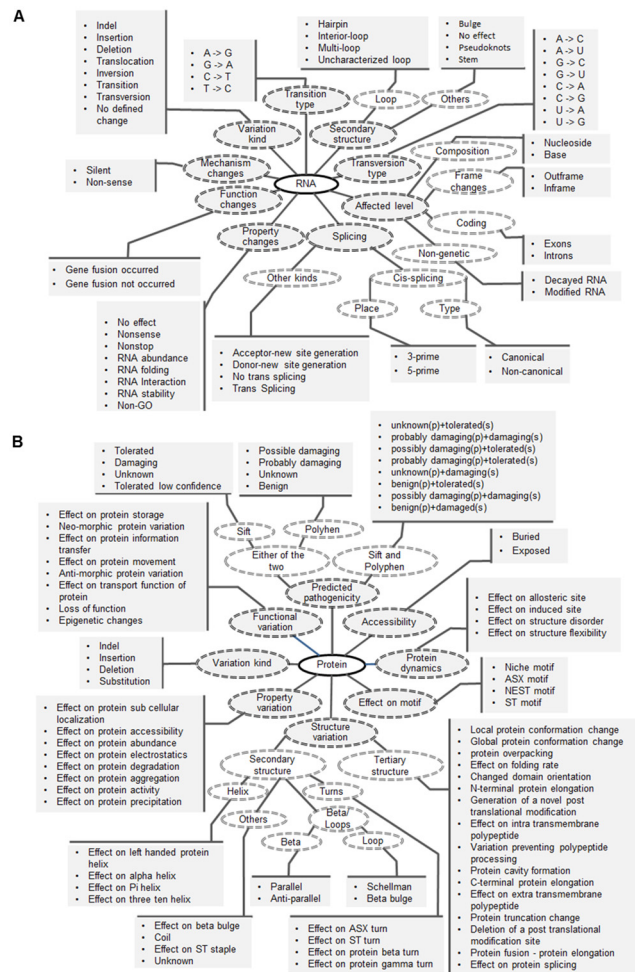 A
• Indel
• Insertion
• Deletion
• Translocation
• Inversion
• Transition
• Transversion
• No defined
change
• A -> G
• G -> A
• C -> T
• T -> C
• Hairpin
• Interior-loop
• Multi-loop
• Uncharacterized loop
• Bulge
• No effect
• Pseudoknots
• Stem
• A -> C
• A -> U
• G -> C
• G -> U
• C -> A
• C -> G
• U -> A
• U -> G
Transition
type
Loop
Others
Variation
kind
Secondary
structure
Transversion
type
Composition
• Nucleoside
• Base
Mechanism
changes
• Silent
• Non-sense
RNA
Frame
changes
• Outframe
• Inframe
Function
changes
Affected level
Coding
• Exons
• Introns
Property
changes
Splicing
Non-genetic
• Decayed RNA
• Modified RNA
• Gene fusion occurred
• Gene fusion not occurred
Other kinds
Cis-splicing
Place
Type
• No effect
• Nonsense
• Nonstop
• RNA abundance
• RNA folding
• RNA Interaction
• RNA stability
• Non-GO
• Acceptor-new site generation
• Donor-new site generation
• No trans splicing
• Trans Splicing
• 3-prime
• 5-prime
• Canonical
• Non-canonical
B
• Tolerated
• Damaging
• Unknown
• Tolerated low confidence
• Possible damaging
• Probably damaging
• Unknown
• Benign
• unknown(p)+tolerated(s)
• probably damaging(p)+damaging(s)
• possibly damaging(p)+tolerated(s)
• probably damaging(p)+tolerated(s)
• unknown(p)+damaging(s)
• benign(p)+tolerated(s)
• possibly damaging(p)+damaging(s)
• benign(p)+damaged(s)
• Effect on protein storage
• Neo-morphic protein variation
• Effect on protein information
transfer
• Effect on protein movement
• Anti-morphic protein variation
• Effect on transport function of
protein
• Loss of function
• Epigenetic changes
Sift
Polyhen
Either of the
two
Sift and
Polyphen
• Buried
• Exposed
Predicted
pathogenicity
Functional
variation
Accessibility
• Effect on allosteric site
• Effect on induced site
• Effect on structure disorder
• Effect on structure flexibility
• Indel
• Insertion
• Deletion
• Substitution
Variation kind
Protein
Protein
dynamics
Property
variation
Effect on motif
• Niche motif
• ASX motif
• NEST motif
• ST motif
• Effect on protein sub cellular
localization
• Effect on protein accessibility
• Effect on protein abundance
• Effect on protein electrostatics
• Effect on protein degradation
• Effect on protein aggregation
• Effect on protein activity
• Effect on protein precipitation
Structure
variation
Secondary
structure
Tertiary
structure
• Local protein conformation change
• Global protein conformation change
• protein overpacking
• Effect on folding rate
• Changed domain orientation
• N-terminal protein elongation
• Generation of a novel post
translational modification
• Effect on intra transmembrane
polypeptide
• Variation preventing polypeptide
processing
• Protein cavity formation
• C-terminal protein elongation
• Effect on extra transmembrane
polypeptide
• Protein truncation change
• Deletion of a post translational
modification site
• Protein fusion - protein elongation
• Effect on protein splicing
Helix
Turns
Others
Beta/
Loops
Beta
Loop
• Effect on left handed protein
helix
• Effect on alpha helix
• Effect on Pi helix
• Effect on three ten helix
• Parallel
• Anti-parallel
• Schellman
• Beta bulge
• Effect on beta bulge
• Coil
• Effect on ST staple
• Unknown
• Effect on ASX turn
• Effect on ST turn
• Effect on protein beta turn
• Effect on protein gamma turn